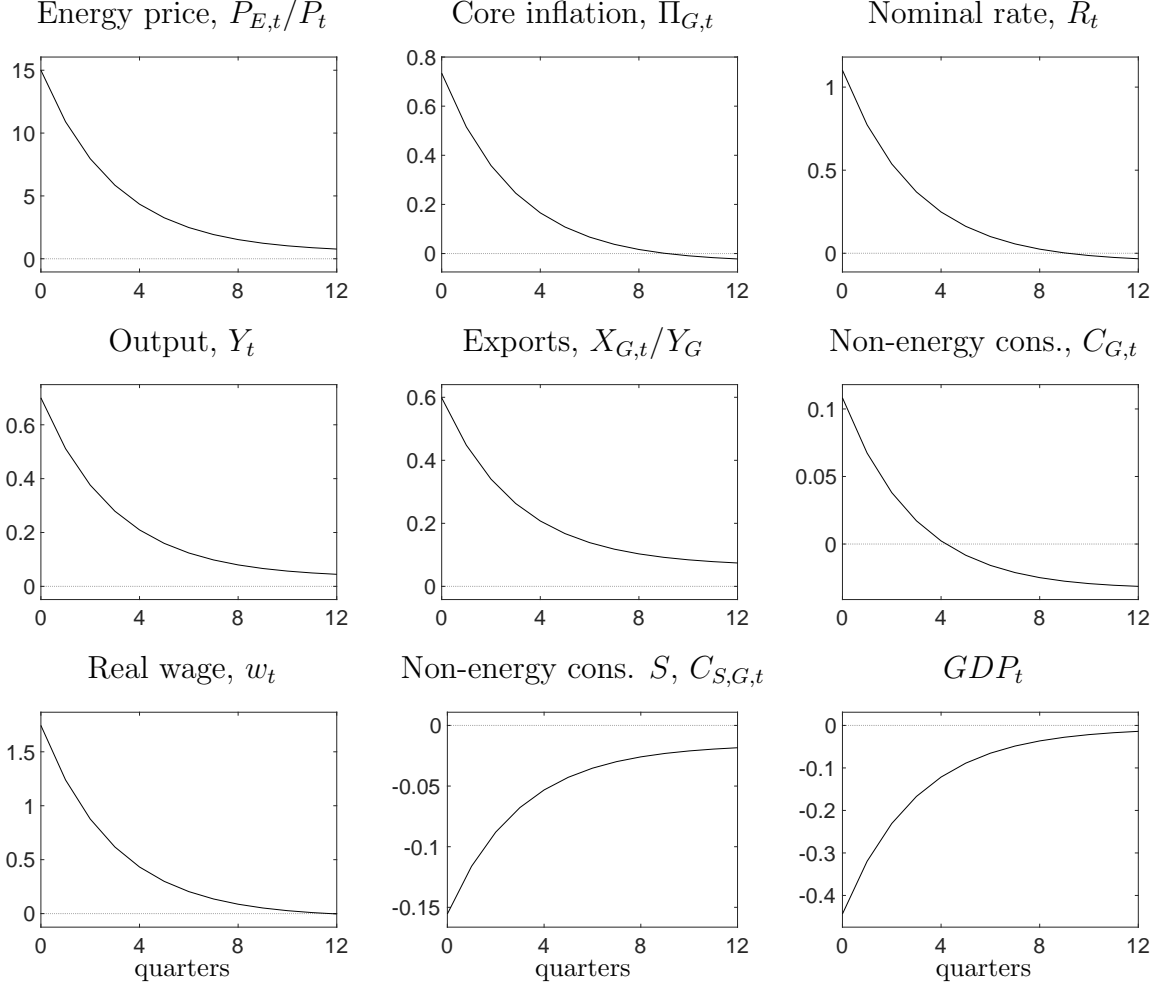 Energy price, $P_{E,t}/P_t$
Core inflation, $\Pi_{G,t}$
Nominal rate, $R_t$
15
10
5
0
0 4 8 12
0.8
0.6
0.4
0.2
0
0 4 8 12
1
0.5
0
0 4 8 12
Output, $Y_t$
Exports, $X_{G,t}/Y_G$
Non-energy cons., $C_{G,t}$
0.6
0.4
0.2
0
0 4 8 12
0.6
0.4
0.2
0
0 4 8 12
0.1
0.05
0
0 4 8 12
Real wage, $w_t$
Non-energy cons. $S$, $C_{S,G,t}$
$GDP_t$
1.5
1
0.5
0
0 4 8 12
quarters
0
-0.05
-0.1
-0.15
0 4 8 12
quarters
0
-0.1
-0.2
-0.3
-0.4
0 4 8 12
quarters